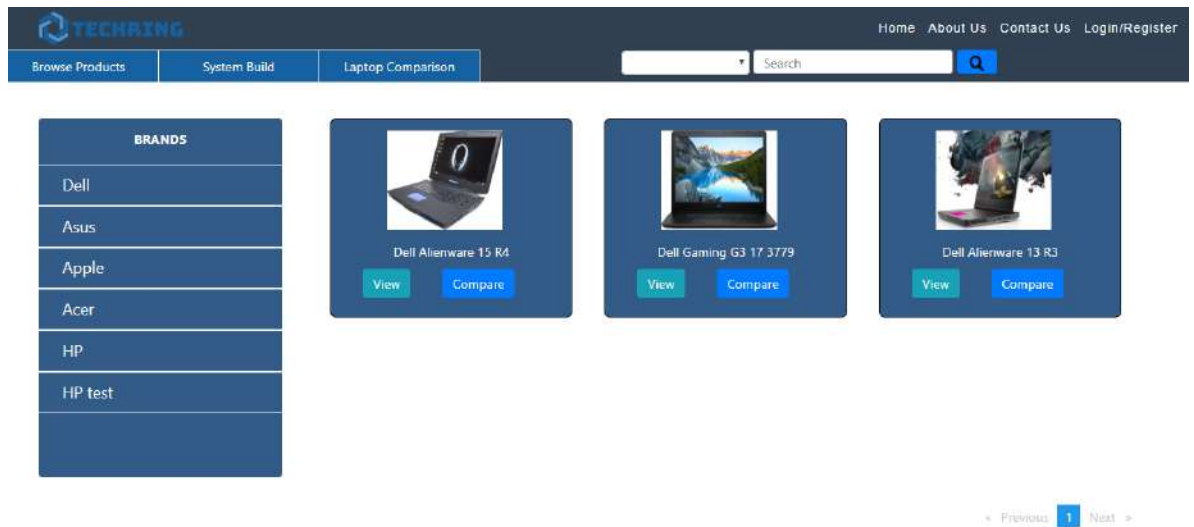 TECHRING
Home About Us Contact Us Login/Register
Browse Products System Build Laptop Comparison
Search
BRANDS
Dell
Asus
Apple
Acer
HP
HP test
Dell Alienware 15 R4
View Compare
Dell Gaming G3 17 3779
View Compare
Dell Alienware 13 R3
View Compare
« Previous 1 Next »